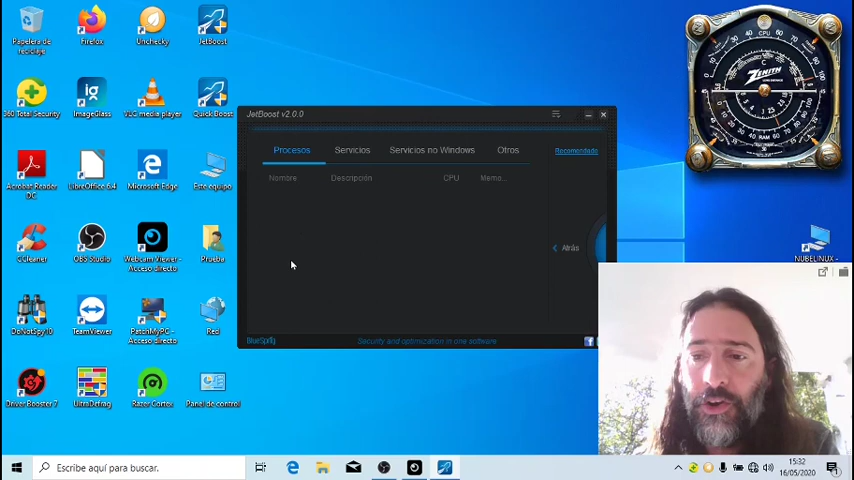 Papelera de
reciclaje
Firefox
Unchecky
JetBoost
360 Total Security
ImageGlass
VLC media player
Quick Boost
Acrobat Reader
DC
LibreOffice 6.4
Microsoft Edge
Este equipo
CCleaner
OBS Studio
Webcam Viewer -
Acceso directo
Prueba
DoNotSpy10
TeamViewer
PatchMyPC -
Acceso directo
Red
Driver Booster 7
UltraDefrag
Razer Cortex
Panel de control
JetBoost v2.0.0
Procesos
Servicios
Servicios no Windows
Otros
Recomendado
Nombre
Descripción
CPU
Memo...
Atrás
Security and optimization in one software
CPU
ZENITH
RAM
NUBELINUX -
Escribe aquí para buscar.
15:32
16/05/2020